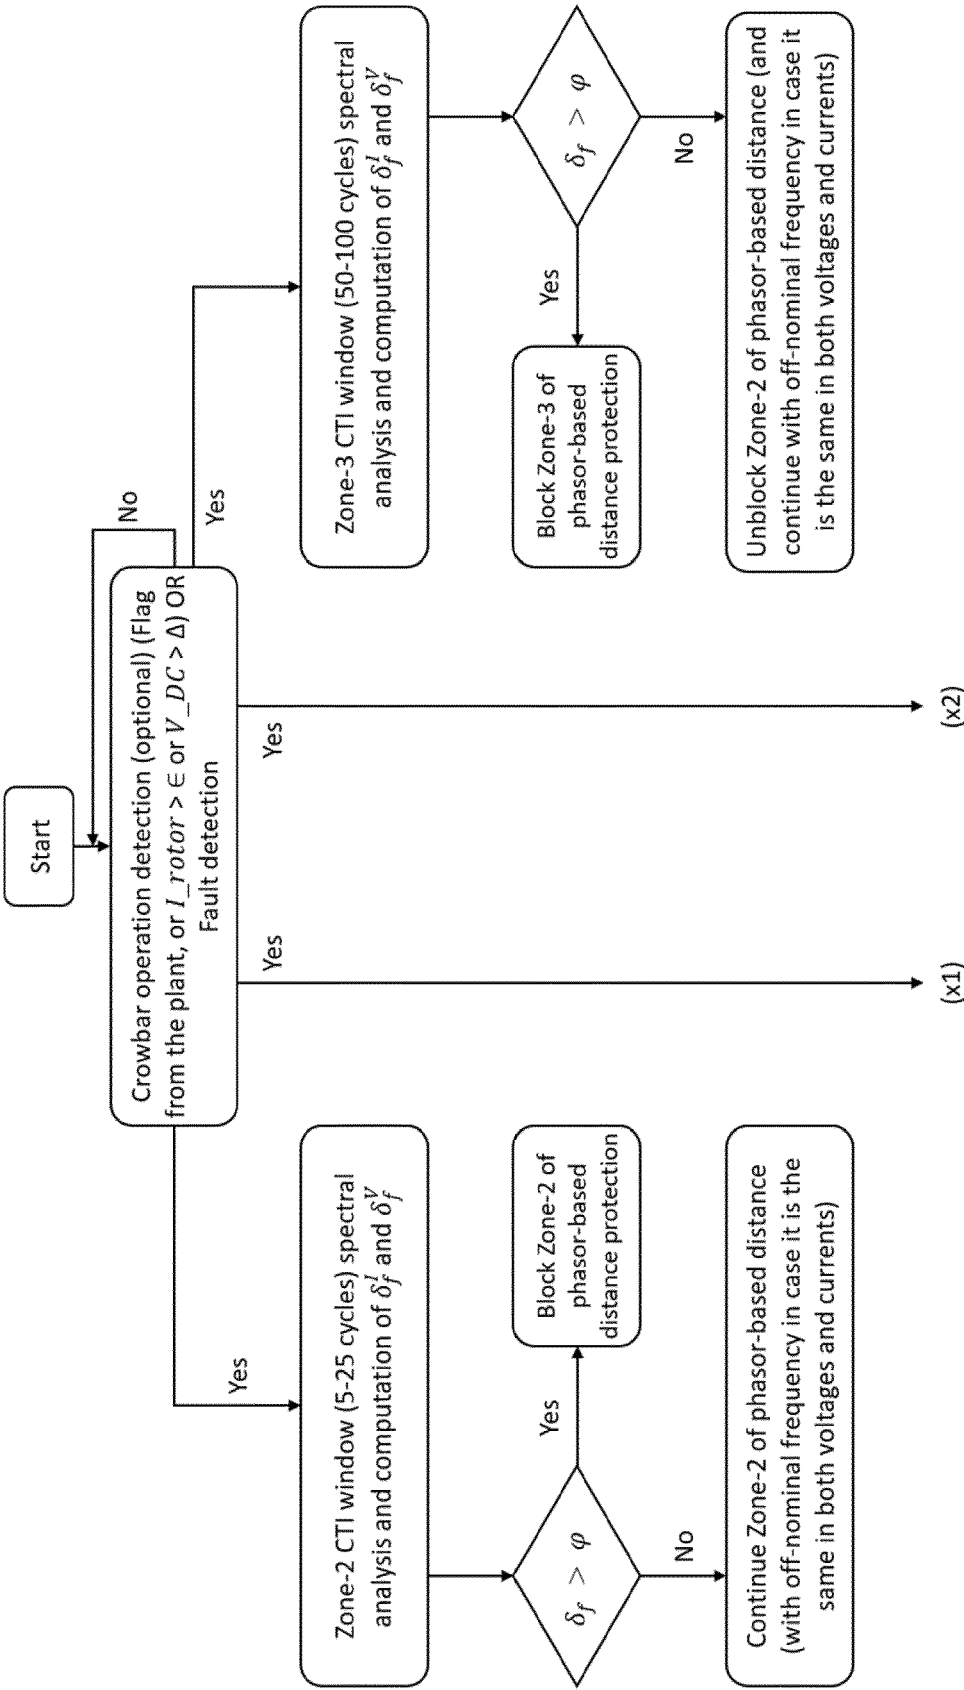 Start
Crowbar operation detection (optional) (Flag
from the plant, or I_rotor > ∈ or V_DC > Δ) OR
Fault detection
No
Yes
Yes
Yes
Yes
Zone-2 CTI window (5-25 cycles) spectral
analysis and computation of δ_f^I and δ_f^V
δ_f > φ
Yes
Block Zone-2 of
phasor-based
distance protection
No
Continue Zone-2 of phasor-based distance
(with off-nominal frequency in case it is the
same in both voltages and currents)
(x1)
(x2)
Zone-3 CTI window (50-100 cycles) spectral
analysis and computation of δ_f^I and δ_f^V
δ_f > φ
Yes
Block Zone-3 of
phasor-based
distance protection
No
Unblock Zone-2 of phasor-based distance (and
continue with off-nominal frequency in case it
is the same in both voltages and currents)